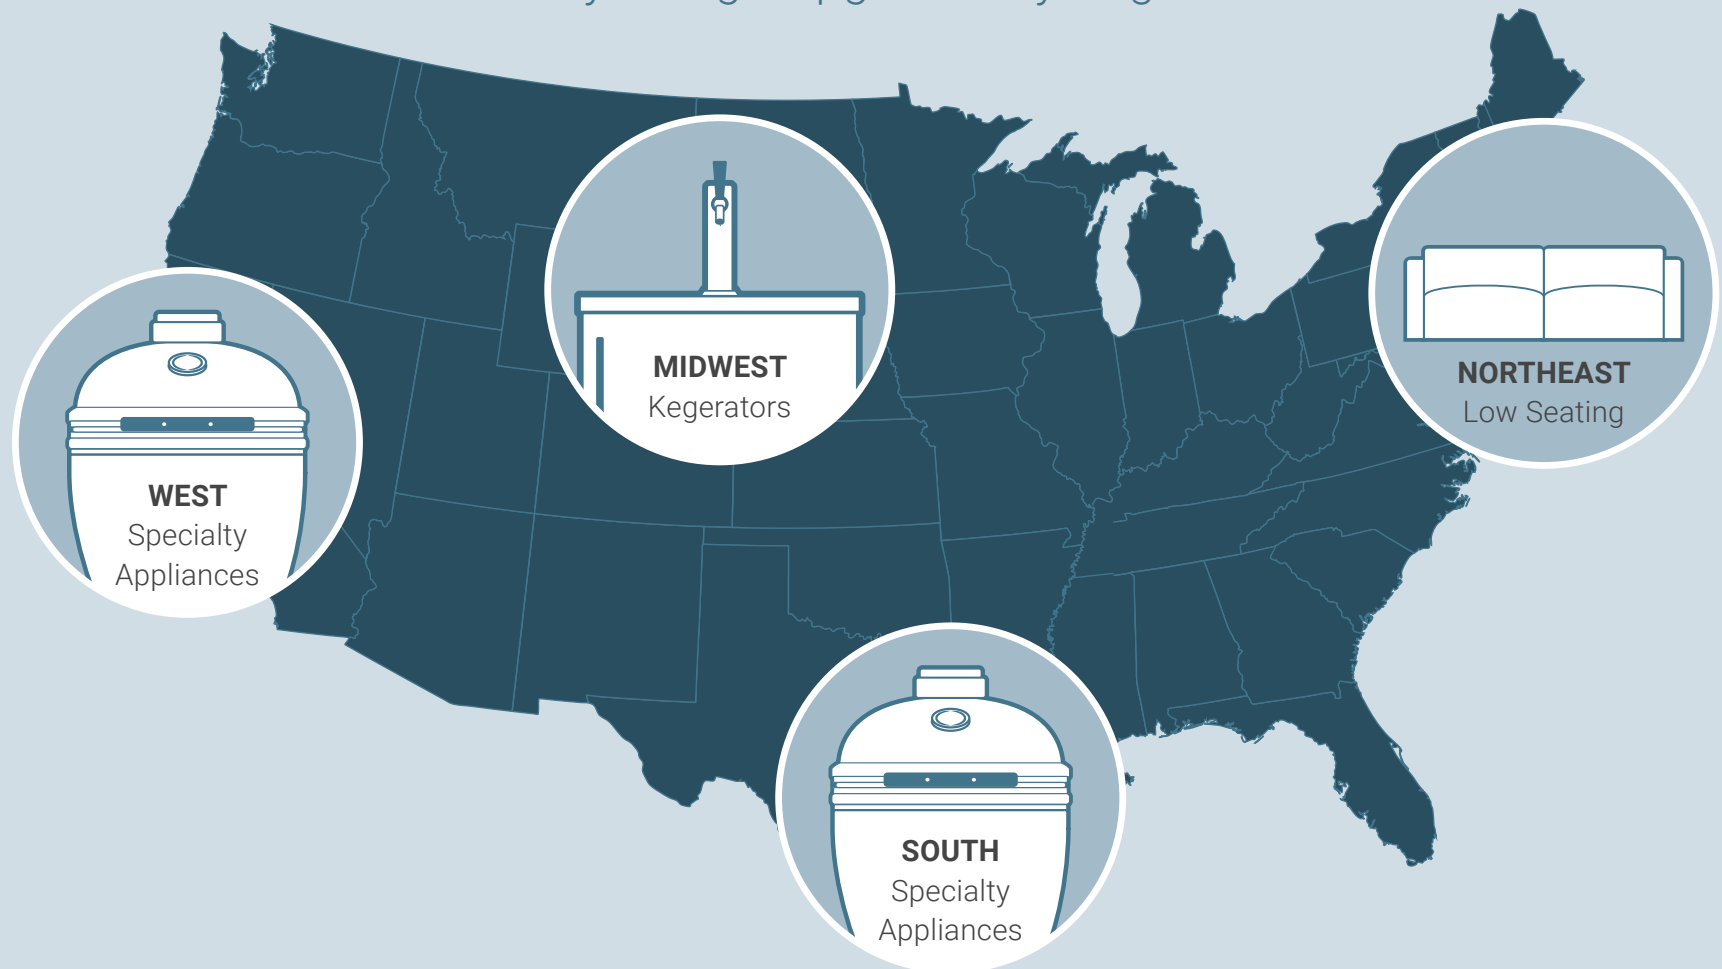 MIDWEST
Kegerators
NORTHEAST
Low Seating
WEST
Specialty
Appliances
SOUTH
Specialty
Appliances